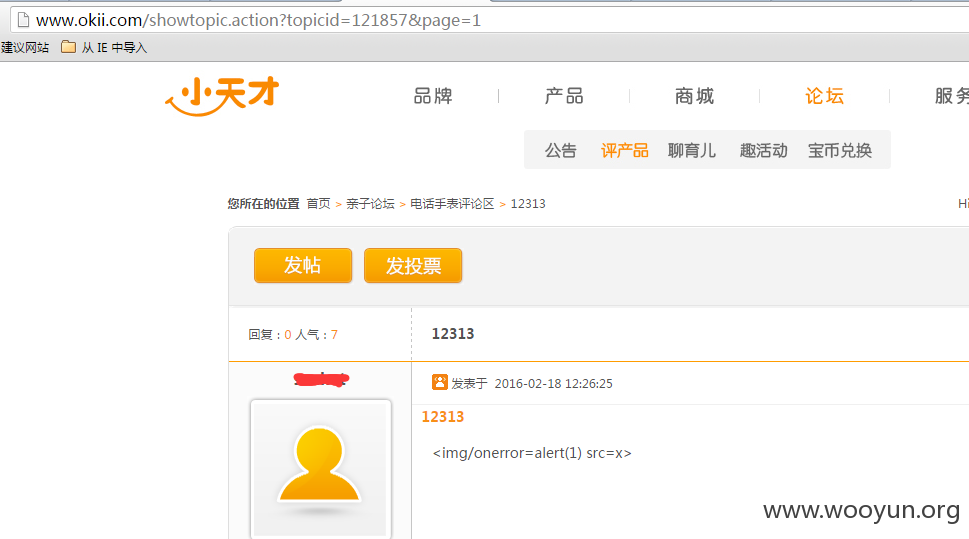 www.okii.com/showtopic.action?topicid=121857&page=1
建议网站 从 IE 中导入
小天才 品牌 产品 商城 论坛 服务
公告 评产品 聊育儿 趣活动 宝币兑换
您所在的位置 首页 > 亲子论坛 > 电话手表评论区 > 12313 Hi
发帖 发投票
回复：0 人气：7 12313
发表于 2016-02-18 12:26:25
12313
<img/onerror=alert(1) src=x>
www.wooyun.org